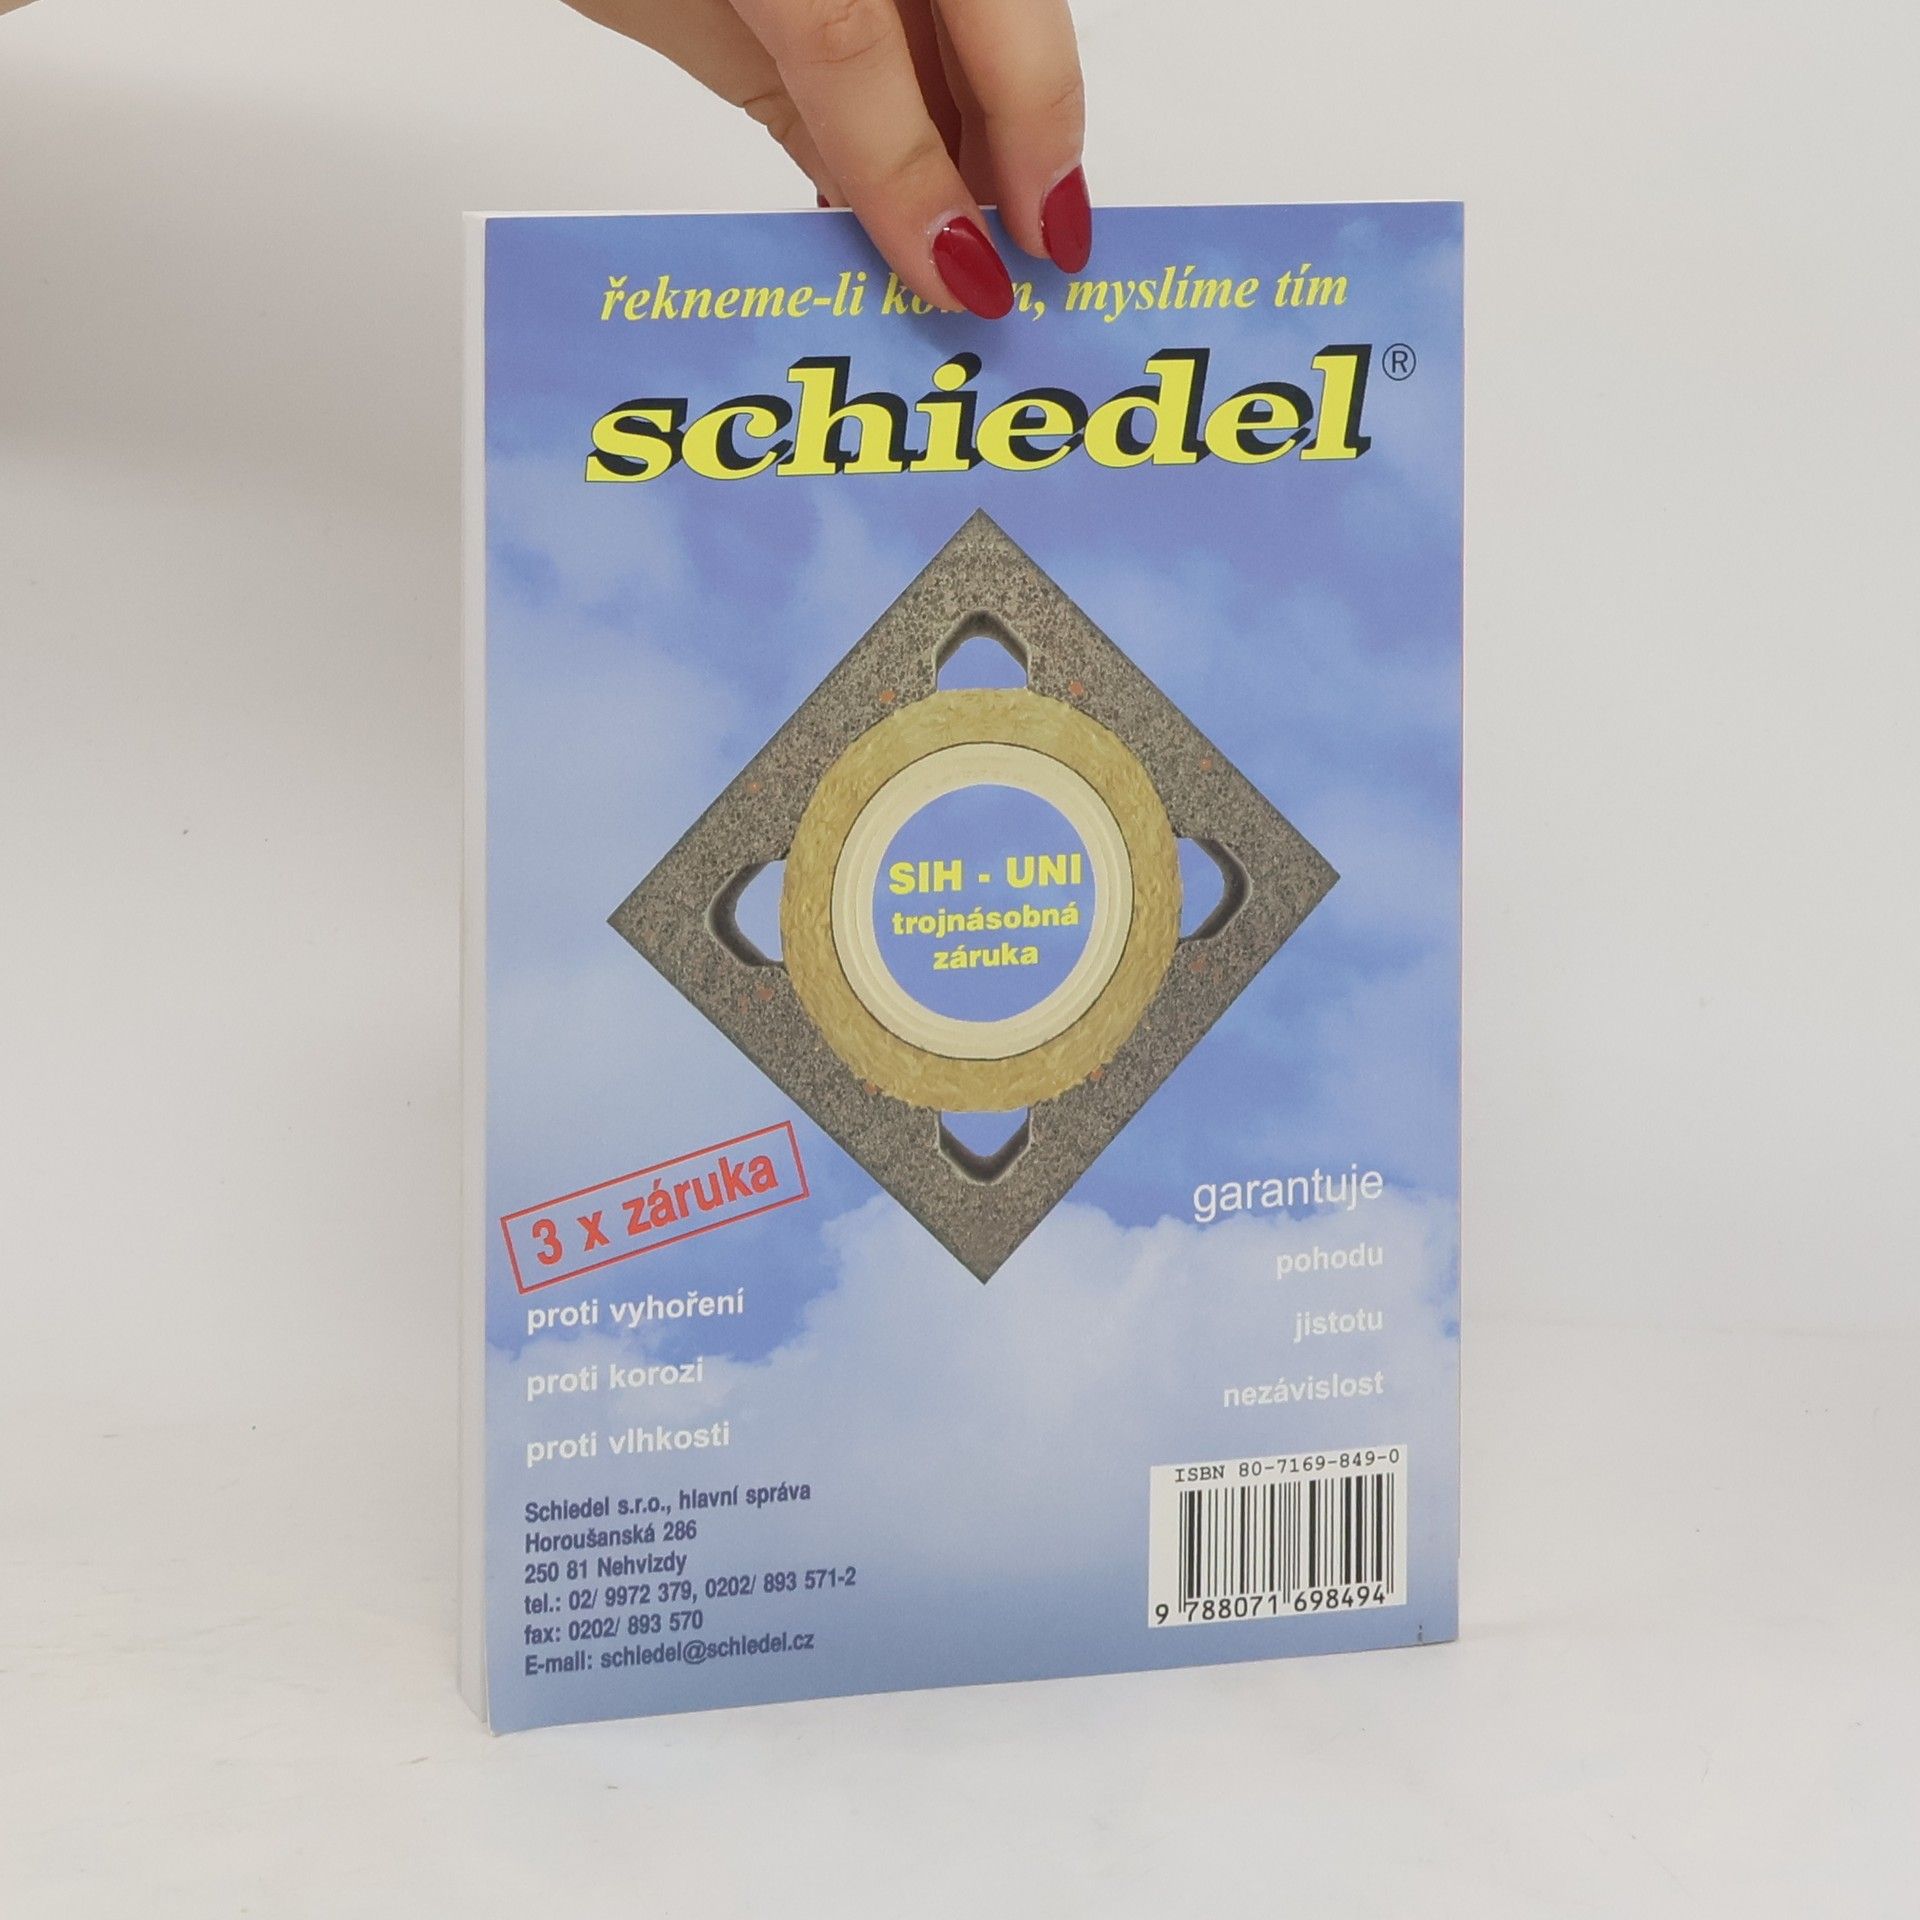 řekneme-li myslíme tím
schiedel®
SIH - UNI
trojnásobná
záruka
3 x záruka
proti vyhoření
proti korozi
proti vlhkosti
garantuje
pohodu
jistotu
nezávislost
Schiedel s.r.o., hlavní správa
Horoušanská 286
250 81 Nehvizdy
tel.: 02/ 9972 379, 0202/ 893 571-2
fax: 0202/ 893 570
E-mail: schiedel@schiedel.cz
ISBN 80-7169-849-0
9 788071 698494